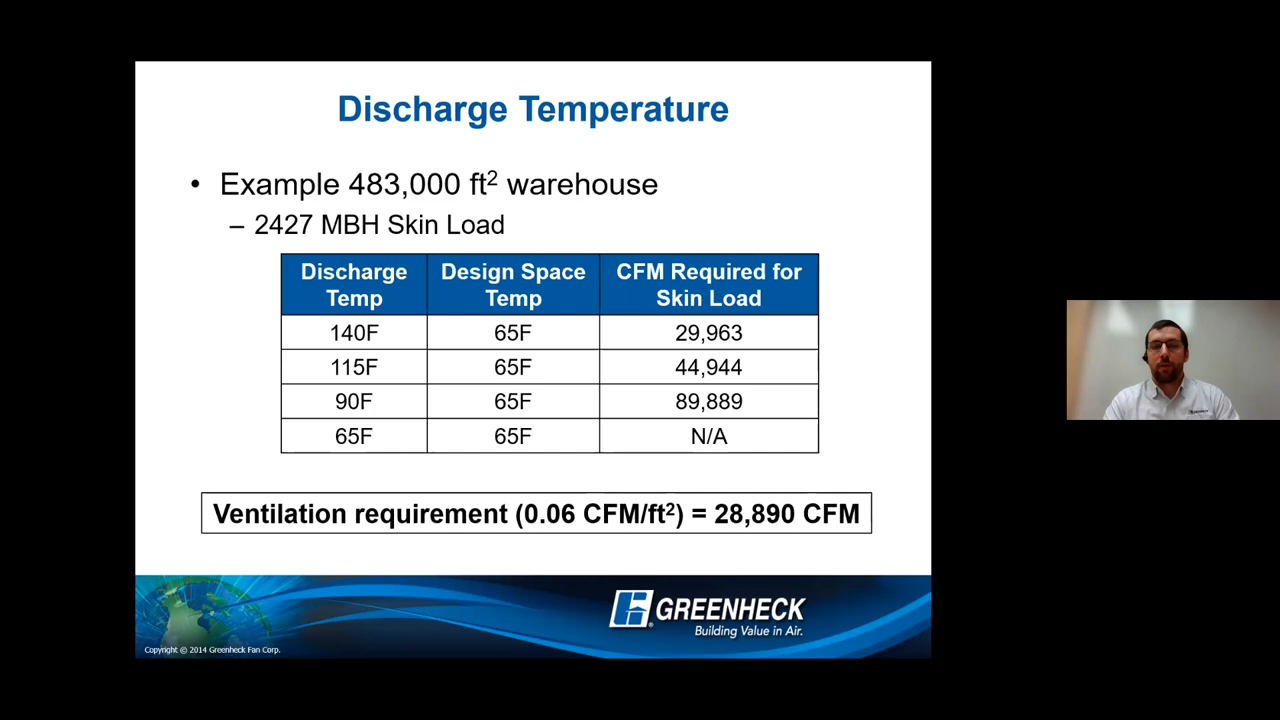 Discharge Temperature
• Example 483,000 ft² warehouse
– 2427 MBH Skin Load
Discharge Temp | Design Space Temp | CFM Required for Skin Load
140F | 65F | 29,963
115F | 65F | 44,944
90F | 65F | 89,889
65F | 65F | N/A
Ventilation requirement (0.06 CFM/ft²) = 28,890 CFM
GREENHECK
Building Value in Air.
Copyright © 2014 Greenheck Fan Corp.